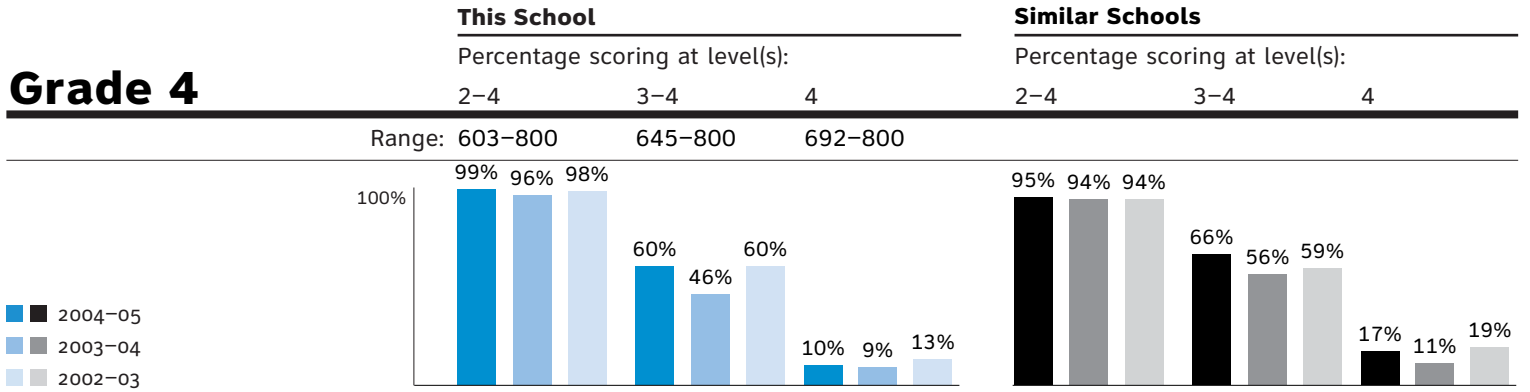 This School Similar Schools
Percentage scoring at level(s): Percentage scoring at level(s):
Grade 4 2–4 3–4 4 2–4 3–4 4
Range: 603–800 645–800 692–800
99% 96% 98% 95% 94% 94%
100%
60% 46% 60% 66% 56% 59%
10% 9% 13% 17% 11% 19%
2004–05
2003–04
2002–03